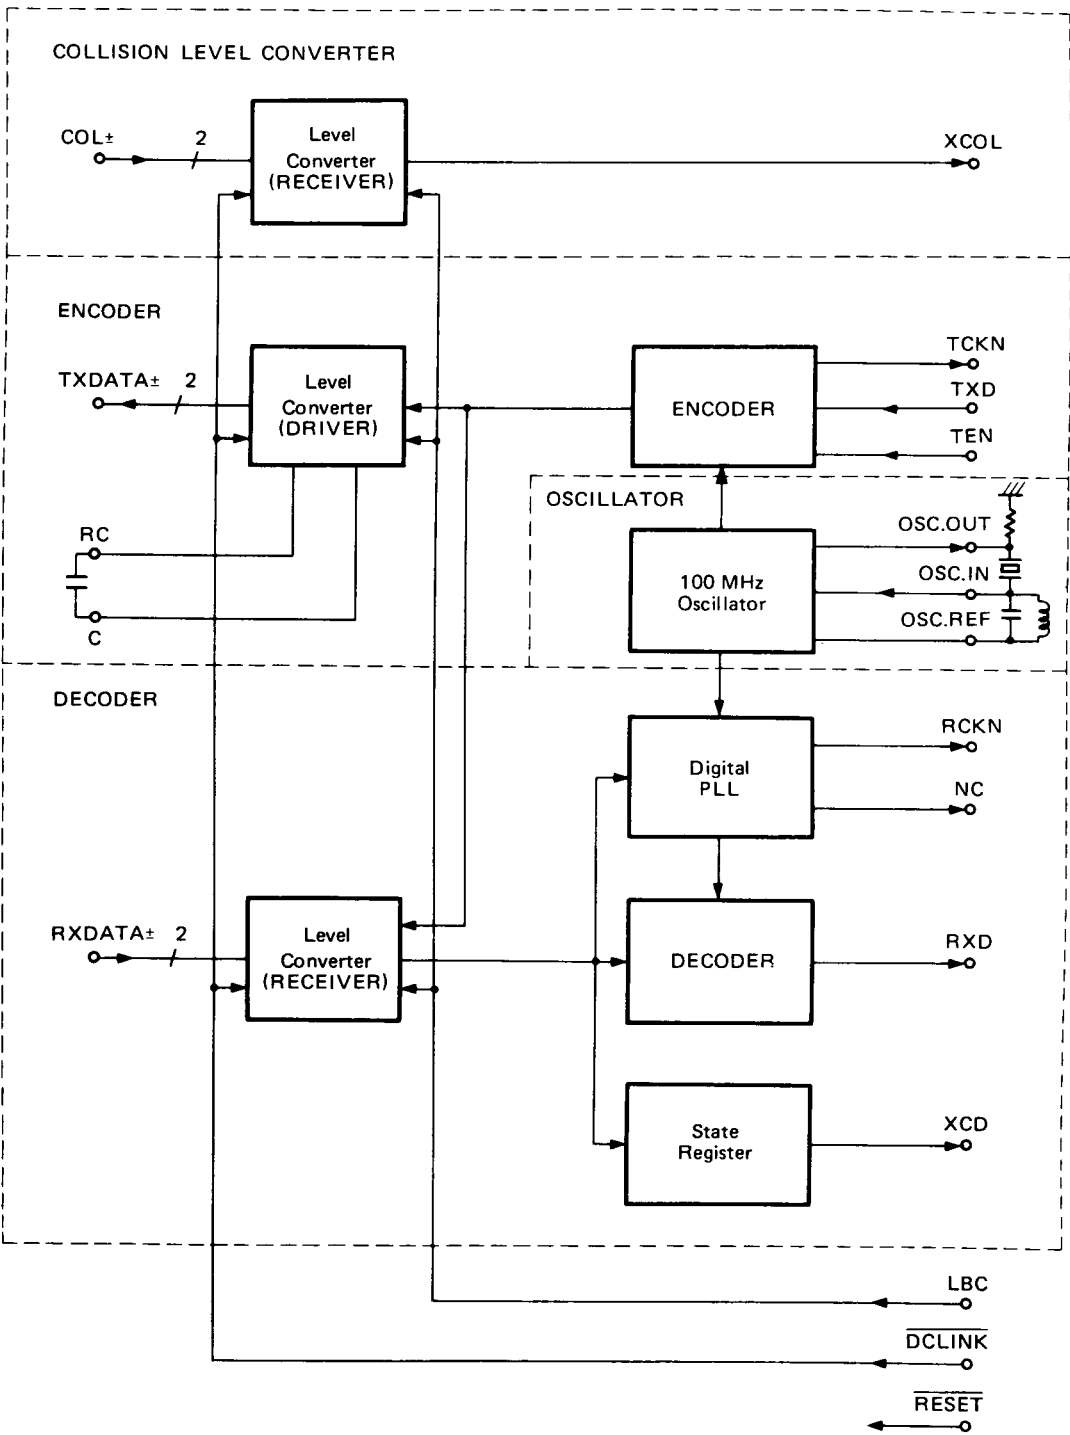 COLLISION LEVEL CONVERTER
COL±
2
Level
Converter
(RECEIVER)
XCOL
ENCODER
TXDATA±
2
Level
Converter
(DRIVER)
ENCODER
TCKN
TXD
TEN
OSCILLATOR
RC
C
100 MHz
Oscillator
OSC.OUT
OSC.IN
OSC.REF
DECODER
Digital
PLL
RCKN
NC
RXDATA±
2
Level
Converter
(RECEIVER)
DECODER
RXD
State
Register
XCD
LBC
D̅C̅L̅I̅N̅K̅
R̅E̅S̅E̅T̅